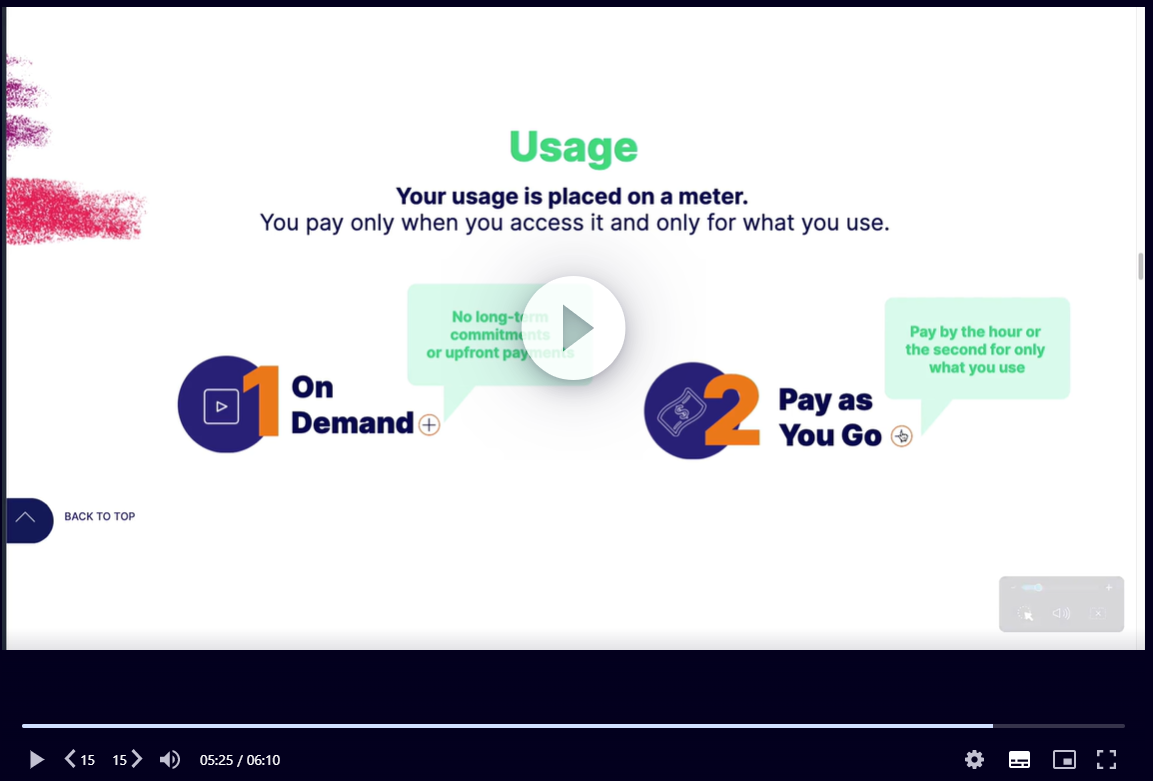 Usage
Your usage is placed on a meter.
You pay only when you access it and only for what you use.
No long-term
commitments
or upfront payments
On
Demand
1
Pay by the hour or
the second for only
what you use
Pay as
You Go
2
BACK TO TOP
15
15
05:25 / 06:10